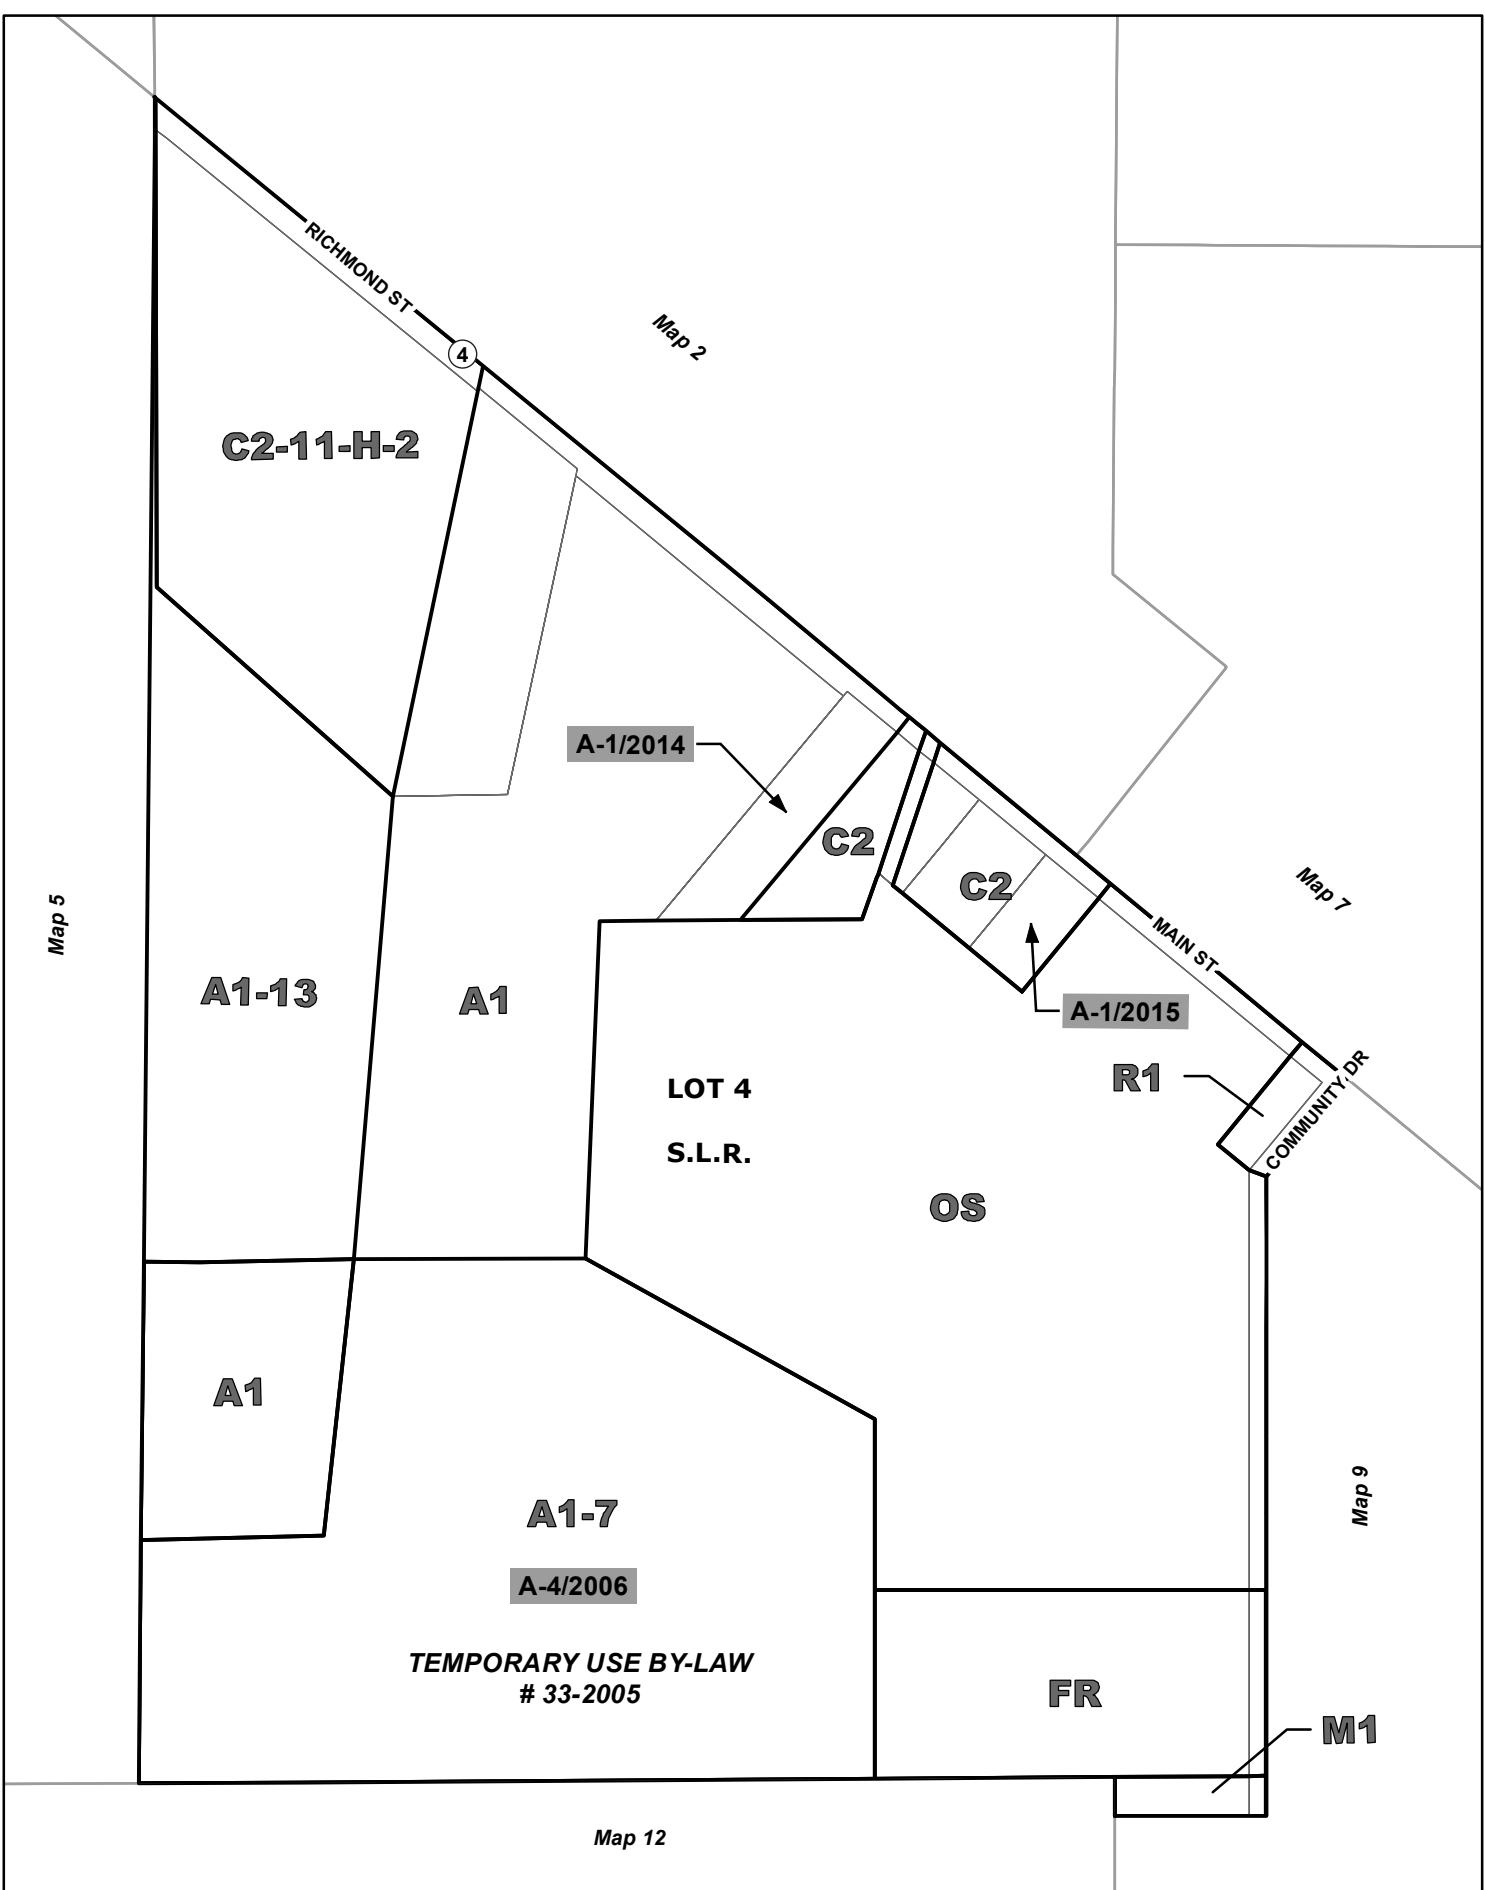 RICHMOND ST
4
Map 2
C2-11-H-2
A-1/2014
C2
C2
Map 7
Map 5
MAIN ST
A1-13
A1
A-1/2015
COMMUNITY DR
R1
LOT 4
S.L.R.
OS
A1
Map 9
A1-7
A-4/2006
TEMPORARY USE BY-LAW
# 33-2005
FR
M1
Map 12